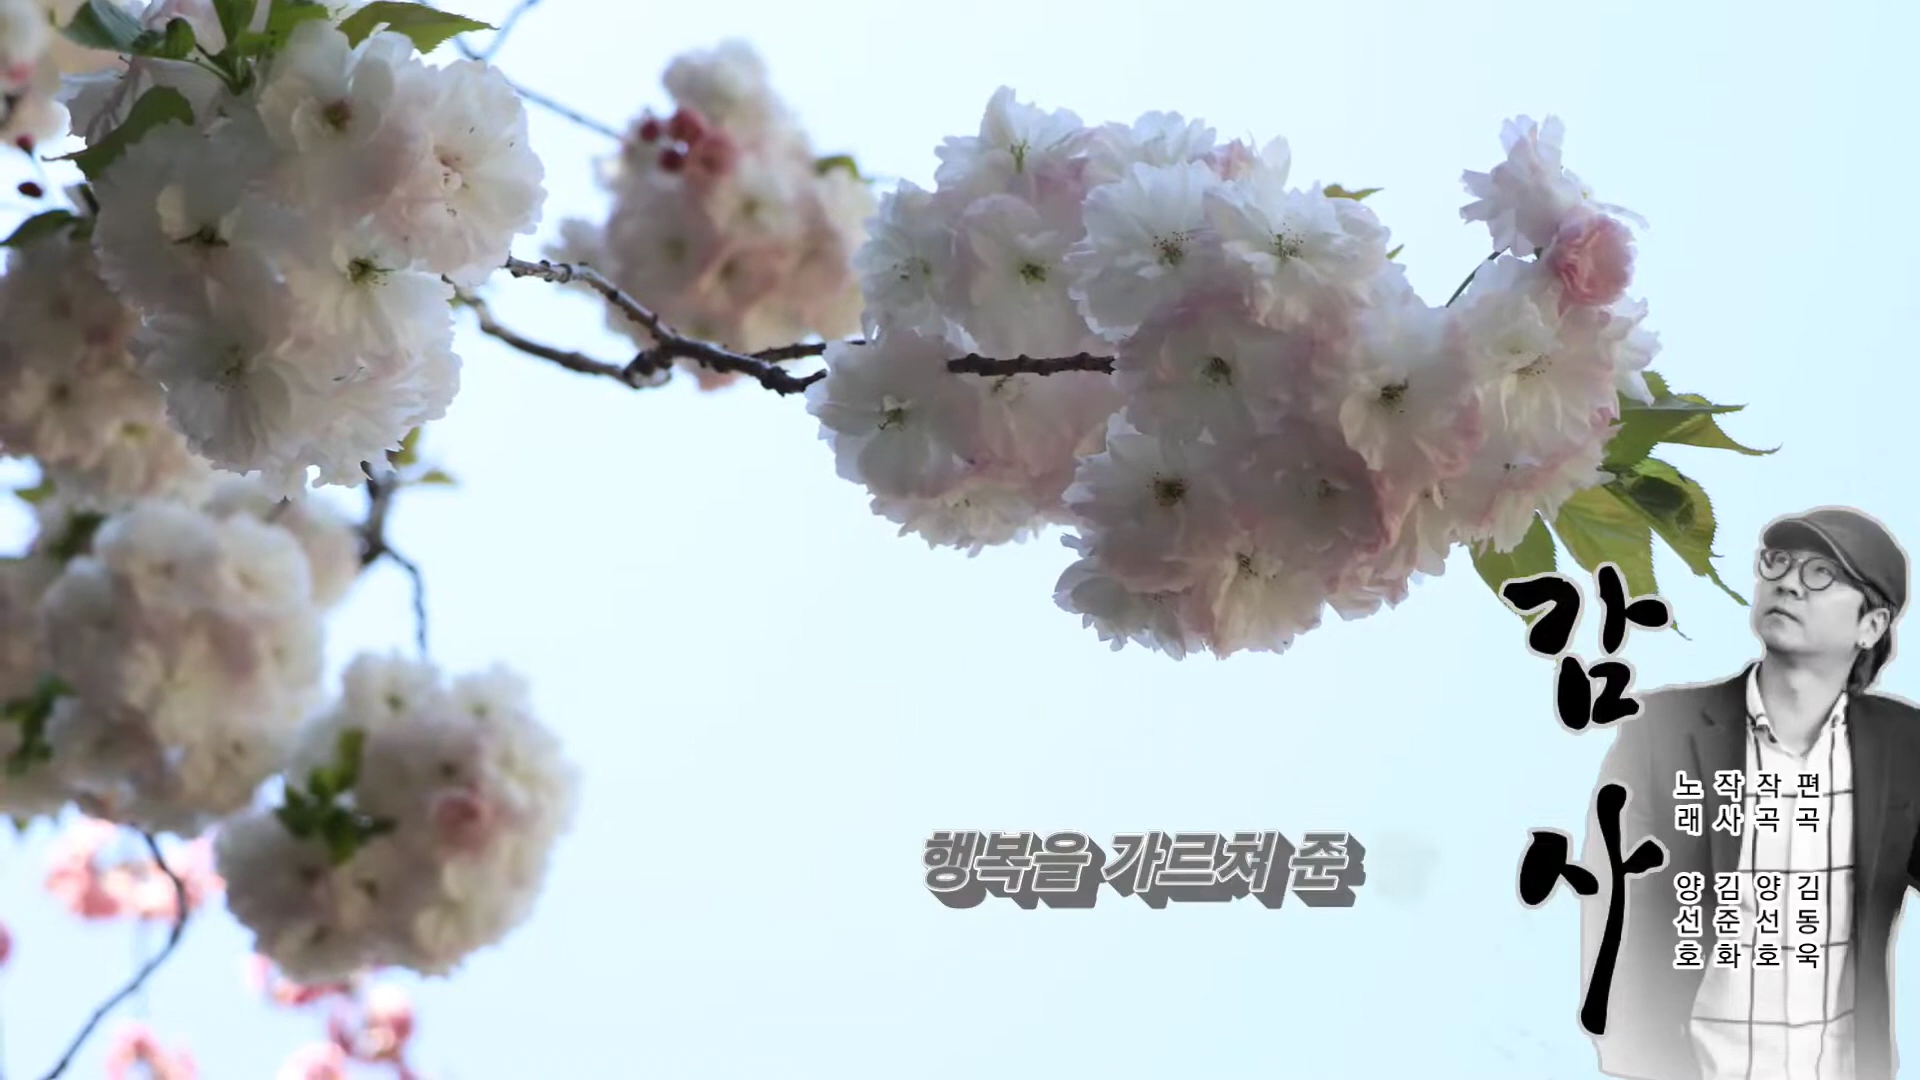 행복을 가르쳐 준
감사
노래 양선호
작사 김준화
작곡 양선호
편곡 김동욱